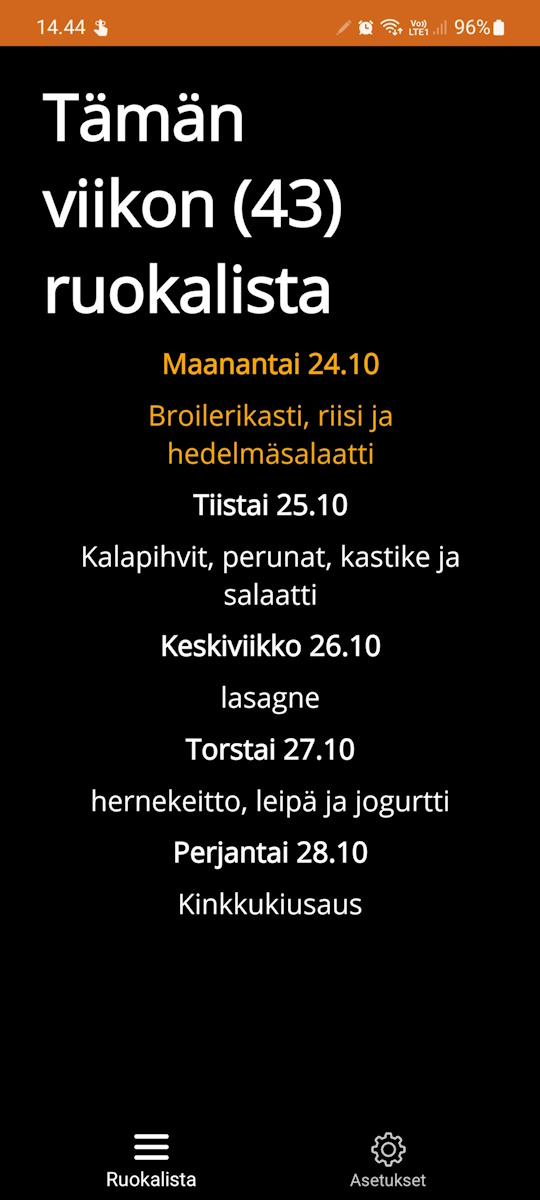 14.44
Vo))
LTE1
96%
Tämän
viikon (43)
ruokalista
Maanantai 24.10
Broilerikasti, riisi ja
hedelmäsalaatti
Tiistai 25.10
Kalapihvit, perunat, kastike ja
salaatti
Keskiviikko 26.10
lasagne
Torstai 27.10
hernekeitto, leipä ja jogurtti
Perjantai 28.10
Kinkkukiusaus
Ruokalista
Asetukset